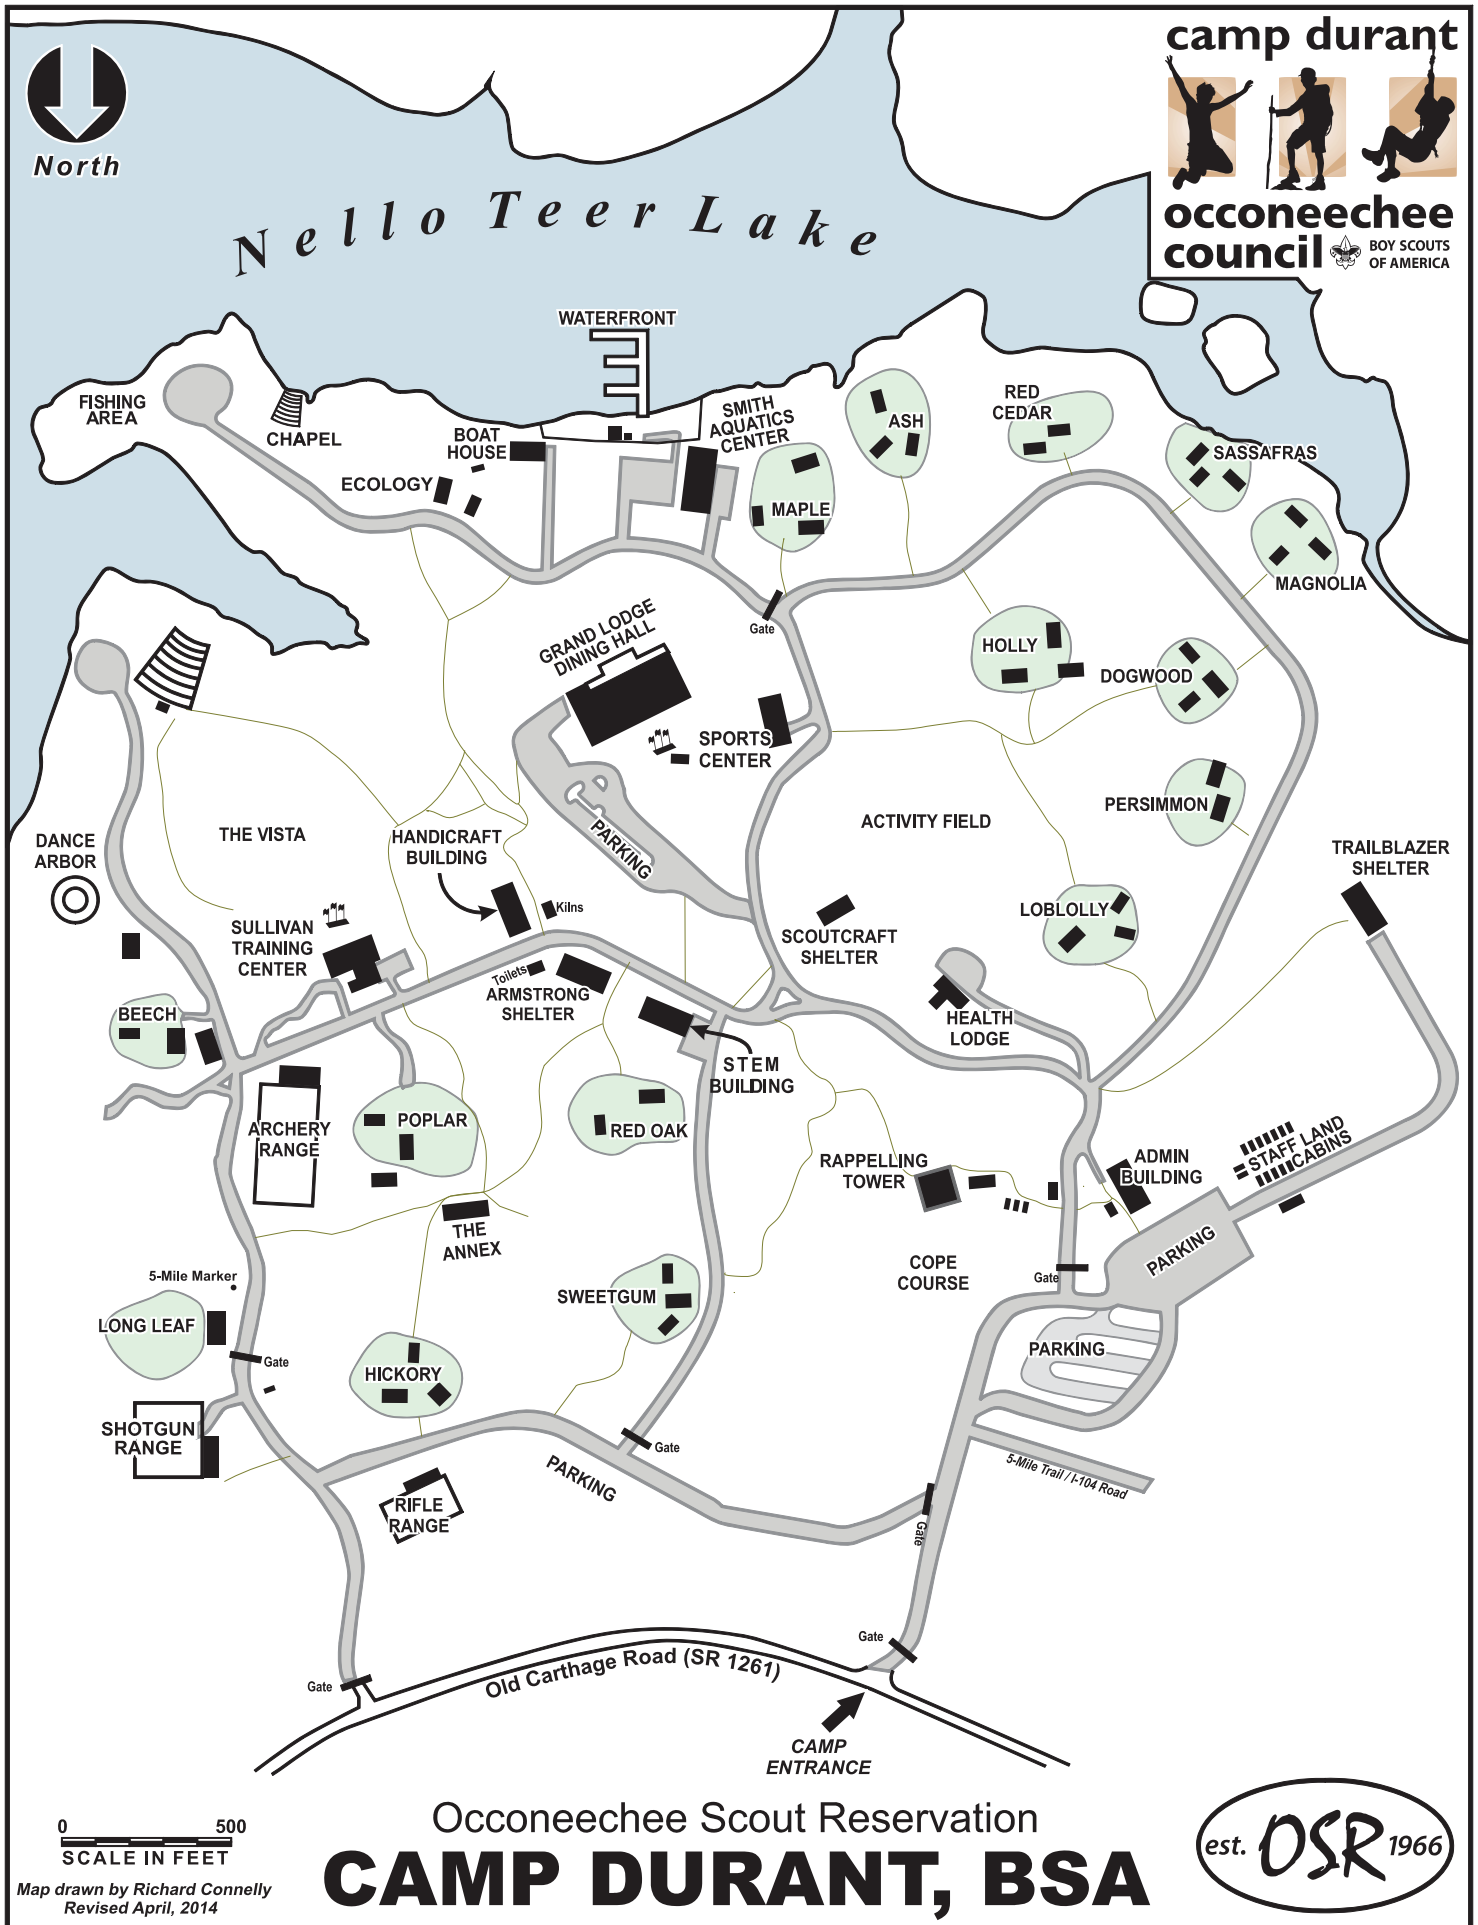 camp durant
occoneechee
council
BOY SCOUTS
OF AMERICA
North
Nello Teer Lake
WATERFRONT
FISHING
AREA
CHAPEL
BOAT
HOUSE
ECOLOGY
SMITH
AQUATICS
CENTER
MAPLE
ASH
RED
CEDAR
SASSAFRAS
MAGNOLIA
Gate
GRAND LODGE
DINING HALL
HOLLY
DOGWOOD
SPORTS
CENTER
PERSIMMON
PARKING
ACTIVITY FIELD
THE VISTA
HANDICRAFT
BUILDING
DANCE
ARBOR
TRAILBLAZER
SHELTER
Kilns
LOBLOLLY
SULLIVAN
TRAINING
CENTER
SCOUTCRAFT
SHELTER
Toilets
ARMSTRONG
SHELTER
BEECH
HEALTH
LODGE
STEM
BUILDING
ARCHERY
RANGE
POPLAR
RED OAK
RAPPELLING
TOWER
ADMIN
BUILDING
STAFF LAND
CABINS
THE
ANNEX
PARKING
COPE
COURSE
Gate
5-Mile Marker
SWEETGUM
LONG LEAF
PARKING
Gate
HICKORY
SHOTGUN
RANGE
Gate
PARKING
5-Mile Trail / I-104 Road
RIFLE
RANGE
Gate
Gate
Old Carthage Road (SR 1261)
Gate
CAMP
ENTRANCE
0 500
SCALE IN FEET
Map drawn by Richard Connelly
Revised April, 2014
Occoneechee Scout Reservation
CAMP DURANT, BSA
est. OSR 1966